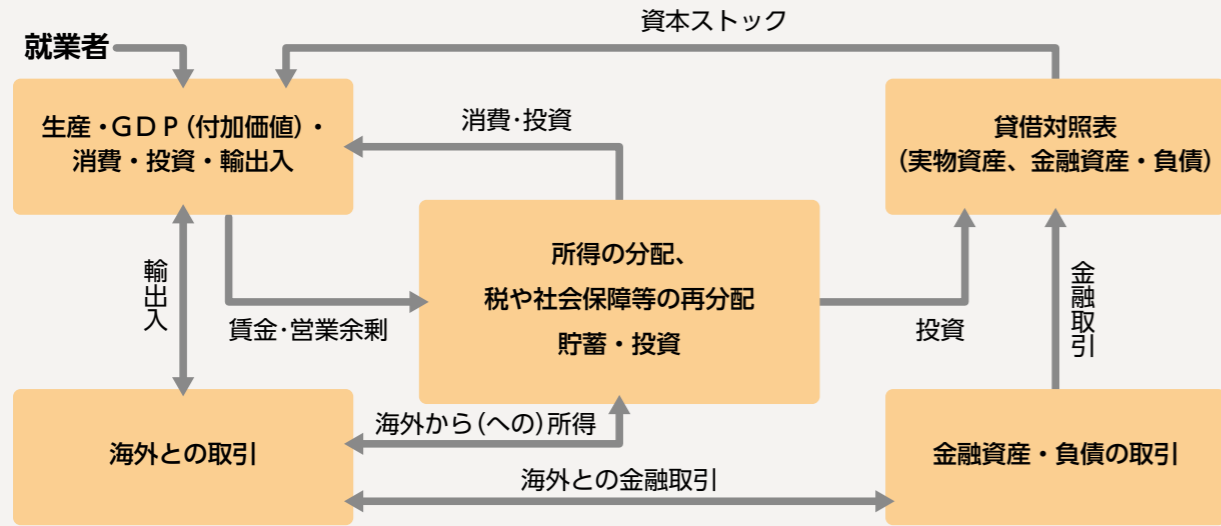 資本ストック
就業者
生産・ＧＤＰ（付加価値）・
消費・投資・輸出入
消費・投資
貸借対照表
（実物資産、金融資産・負債）
所得の分配、
税や社会保障等の再分配
貯蓄・投資
輸出入
賃金・営業余剰
投資
金融取引
海外から（への）所得
海外との取引
金融資産・負債の取引
海外との金融取引